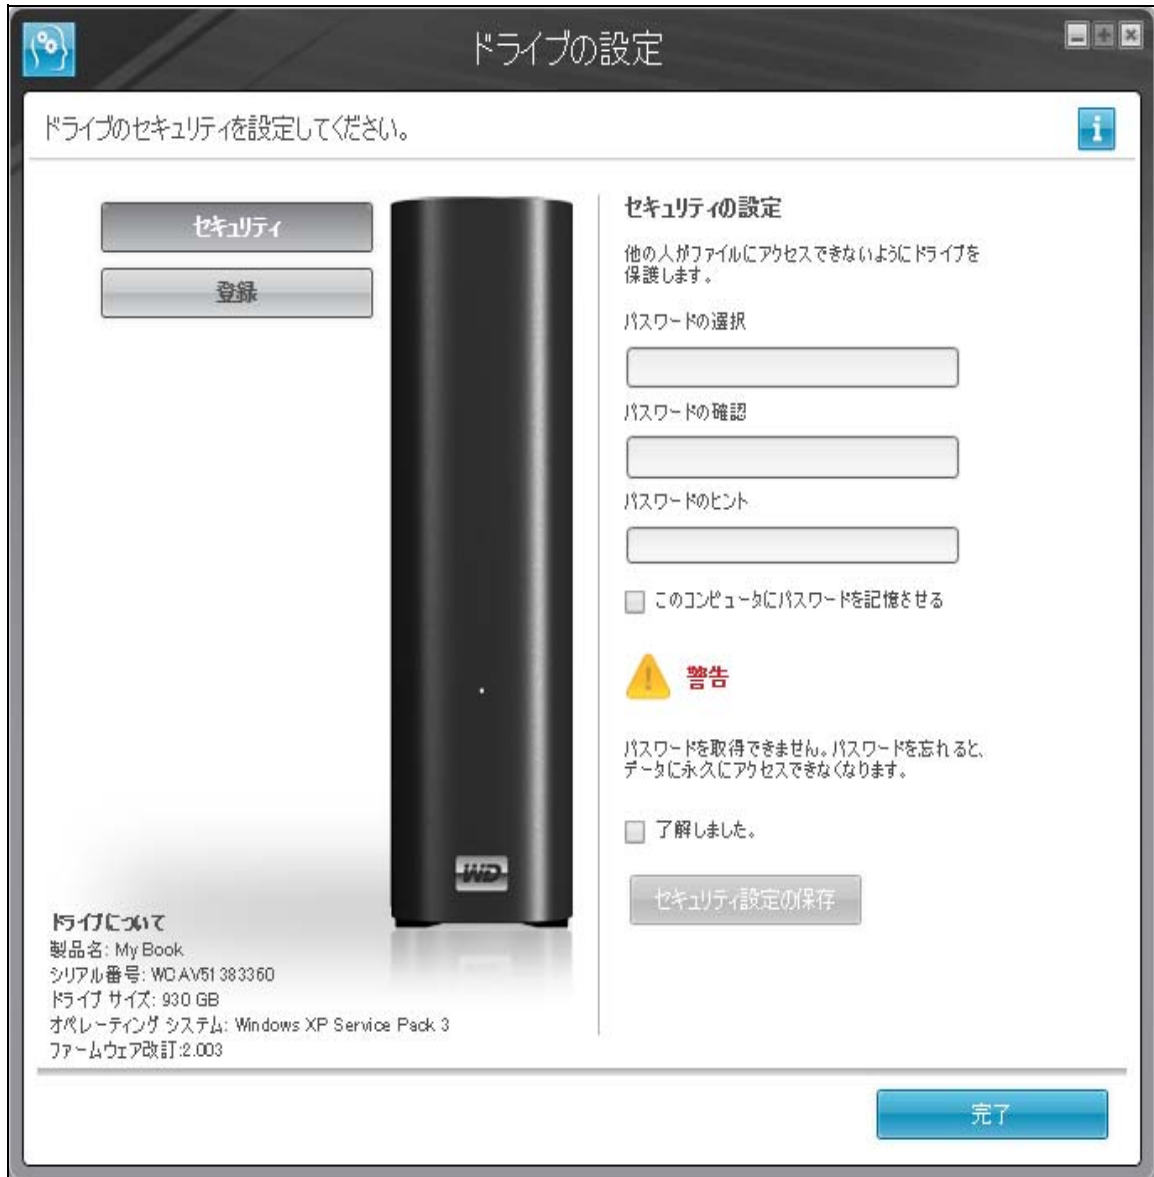 ドライブの設定
ドライブのセキュリティを設定してください。
セキュリティ
登録
WD
ドライブについて
製品名: My Book
シリアル番号: WCAV51383360
ドライブ サイズ: 930 GB
オペレーティング システム: Windows XP Service Pack 3
ファームウェア改訂:2.003
セキュリティの設定
他の人がファイルにアクセスできないようにドライブを
保護します。
パスワードの選択
パスワードの確認
パスワードのヒント
このコンピュータにパスワードを記憶させる
警告
パスワードを取得できません。パスワードを忘れると、
データに永久にアクセスできなくなります。
了解しました。
セキュリティ設定の保存
完了